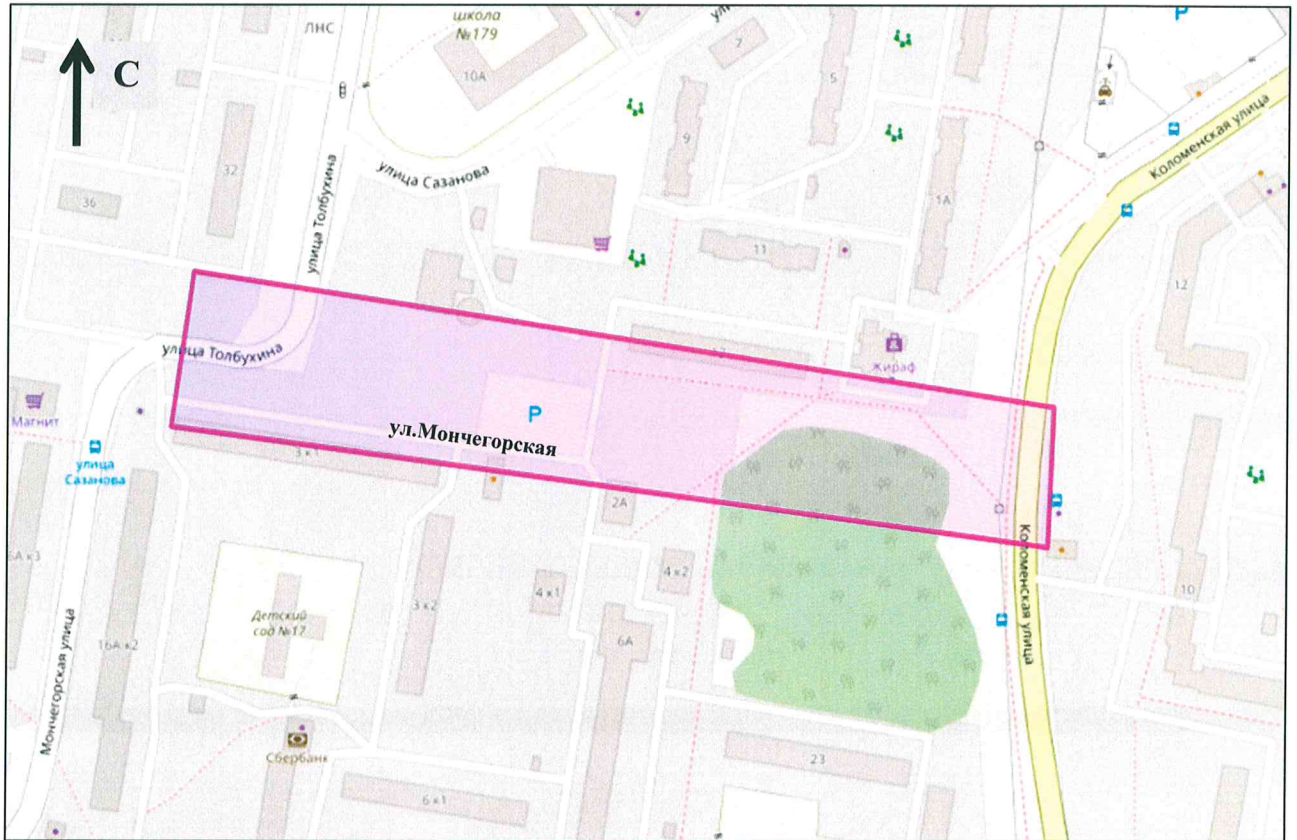 школа
№179
ЛНС
7
5
10А
С
9
32
36
улица Сазанова
улица Толбухина
1А
11
Коломенская улица
12
улица Толбухина
Жираф
Магнит
ул.Мончегорская
улица
Сазанова
3 к1
2А
6А к3
16А к2
Детский
сад №17
3 к2
4 к1
4 к2
6А
10
Коломенская улица
Мончегорская улица
Сбербанк
23
6 к1
P
P